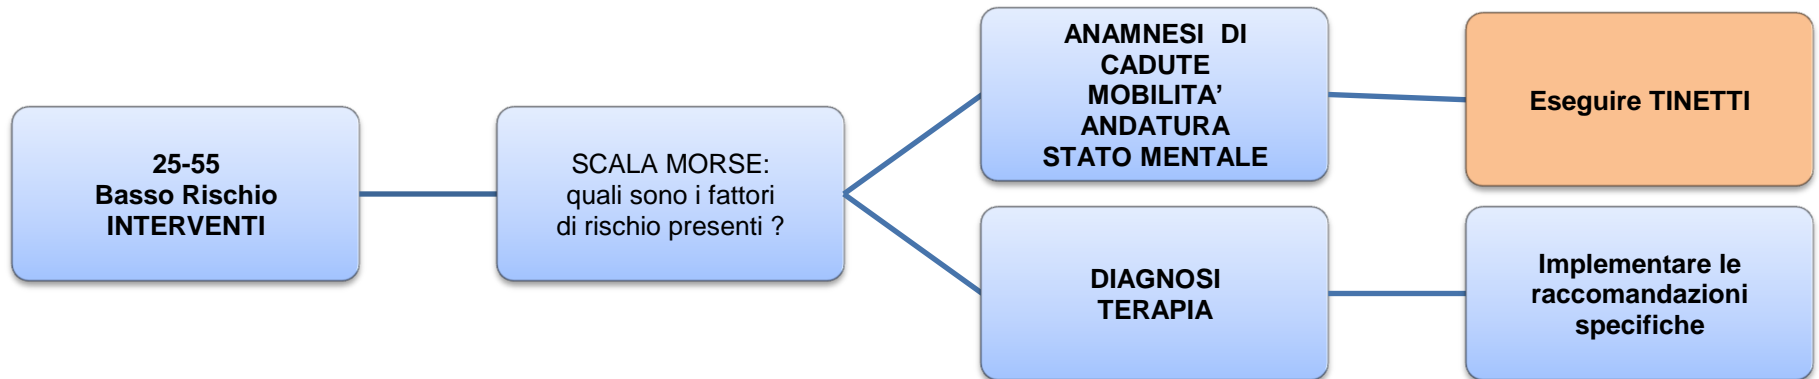 25-55
Basso Rischio
INTERVENTI
SCALA MORSE:
quali sono i fattori
di rischio presenti ?
ANAMNESI DI
CADUTE
MOBILITA’
ANDATURA
STATO MENTALE
Eseguire TINETTI
DIAGNOSI
TERAPIA
Implementare le
raccomandazioni
specifiche